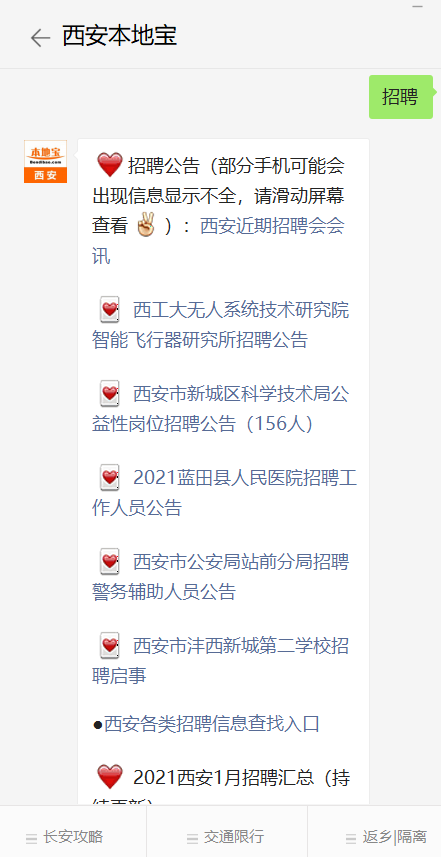 西安本地宝
招聘
本地宝
Bendibao.com
西安
招聘公告（部分手机可能会
出现信息显示不全，请滑动屏幕
查看 ）：西安近期招聘会会
讯
西工大无人系统技术研究院
智能飞行器研究所招聘公告
西安市新城区科学技术局公
益性岗位招聘公告（156人）
2021蓝田县人民医院招聘工
作人员公告
西安市公安局站前分局招聘
警务辅助人员公告
西安市沣西新城第二学校招
聘启事
●西安各类招聘信息查找入口
2021西安1月招聘汇总（持
续更新）
长安攻略
交通限行
返乡|隔离